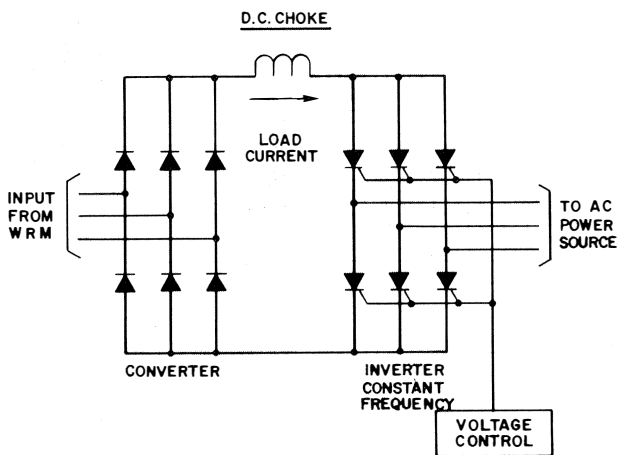 D.C. CHOKE
LOAD
CURRENT
INPUT
FROM
WRM
TO AC
POWER
SOURCE
CONVERTER
INVERTER
CONSTANT
FREQUENCY
VOLTAGE
CONTROL